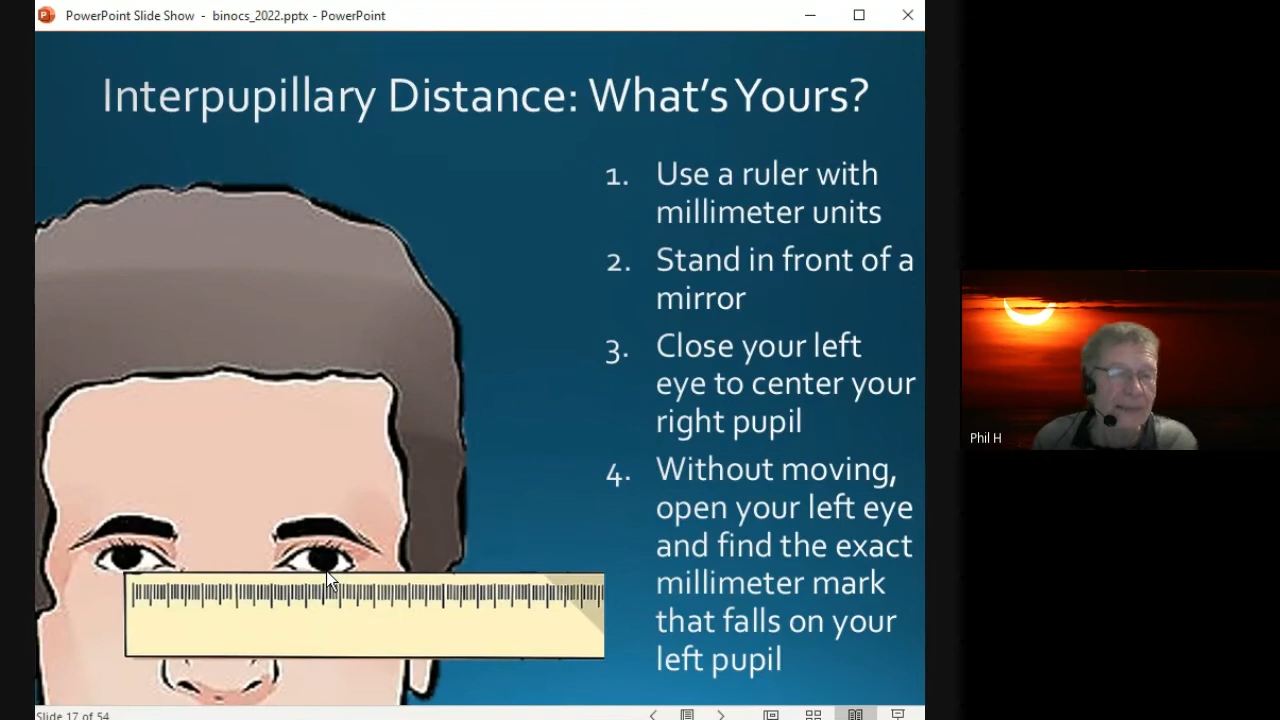 PowerPoint Slide Show - binocs_2022.pptx - PowerPoint
Interpupillary Distance: What's Yours?
1. Use a ruler with
millimeter units
2. Stand in front of a
mirror
3. Close your left
eye to center your
right pupil
4. Without moving,
open your left eye
and find the exact
millimeter mark
that falls on your
left pupil
Phil H
Slide 17 of 54